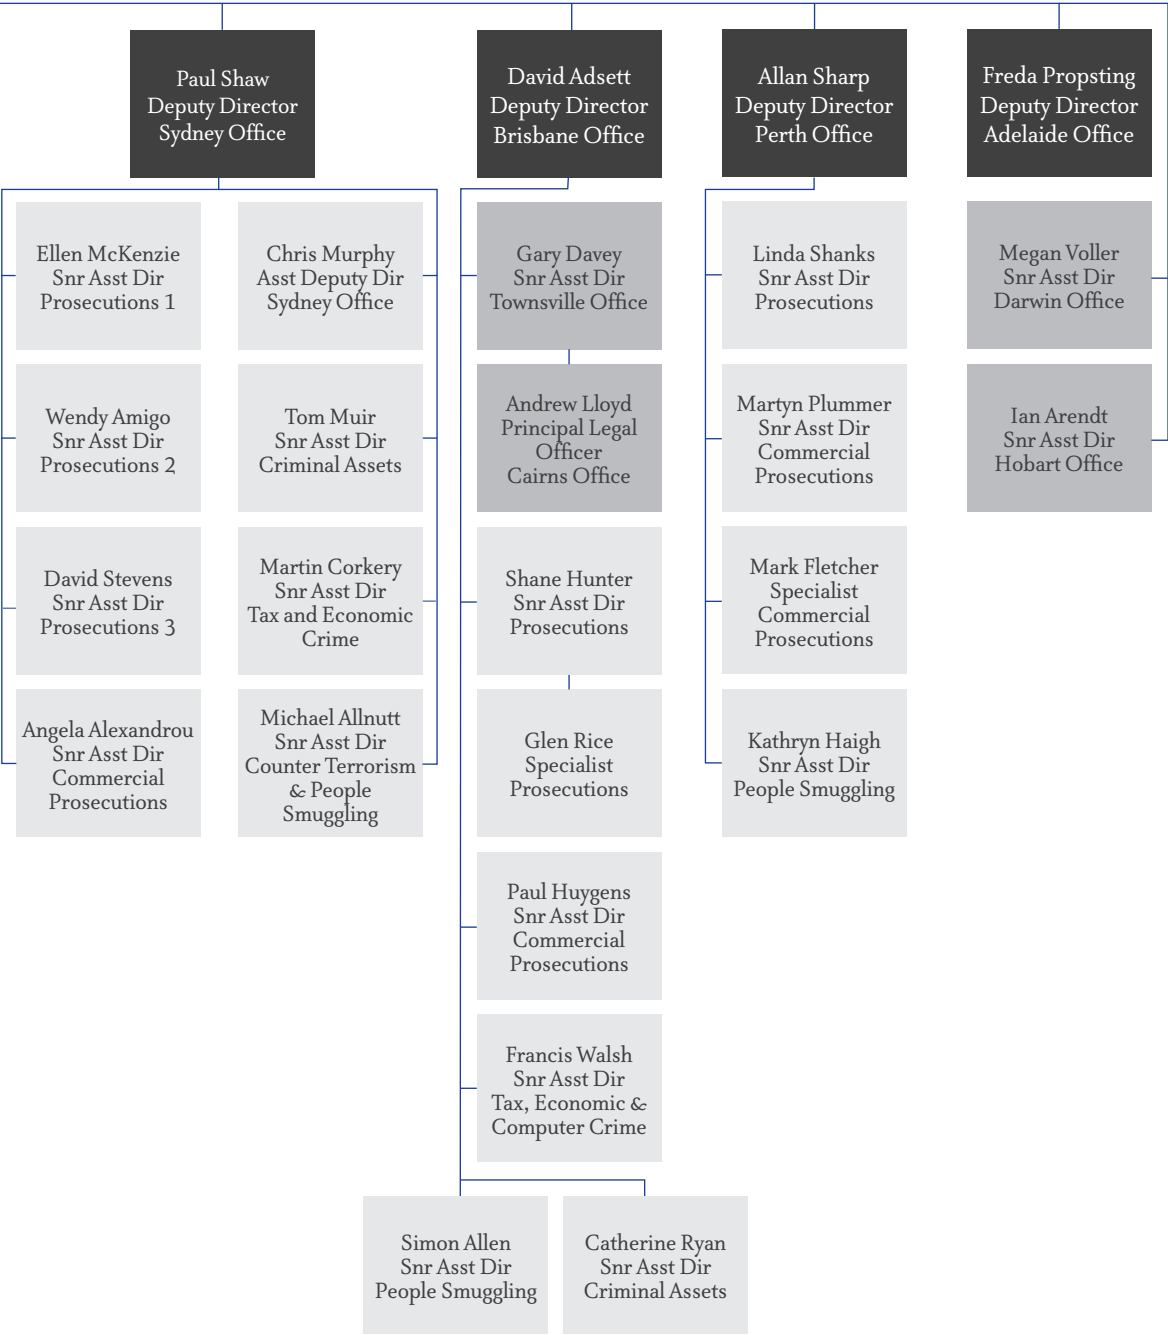 Paul Shaw
Deputy Director
Sydney Office
David Adsett
Deputy Director
Brisbane Office
Allan Sharp
Deputy Director
Perth Office
Freda Propsting
Deputy Director
Adelaide Office
Ellen McKenzie
Snr Asst Dir
Prosecutions 1
Chris Murphy
Asst Deputy Dir
Sydney Office
Wendy Amigo
Snr Asst Dir
Prosecutions 2
Tom Muir
Snr Asst Dir
Criminal Assets
David Stevens
Snr Asst Dir
Prosecutions 3
Martin Corkery
Snr Asst Dir
Tax and Economic
Crime
Angela Alexandrou
Snr Asst Dir
Commercial
Prosecutions
Michael Allnutt
Snr Asst Dir
Counter Terrorism
& People
Smuggling
Gary Davey
Snr Asst Dir
Townsville Office
Andrew Lloyd
Principal Legal
Officer
Cairns Office
Shane Hunter
Snr Asst Dir
Prosecutions
Glen Rice
Specialist
Prosecutions
Paul Huygens
Snr Asst Dir
Commercial
Prosecutions
Francis Walsh
Snr Asst Dir
Tax, Economic &
Computer Crime
Simon Allen
Snr Asst Dir
People Smuggling
Catherine Ryan
Snr Asst Dir
Criminal Assets
Linda Shanks
Snr Asst Dir
Prosecutions
Martyn Plummer
Snr Asst Dir
Commercial
Prosecutions
Mark Fletcher
Specialist
Commercial
Prosecutions
Kathryn Haigh
Snr Asst Dir
People Smuggling
Megan Voller
Snr Asst Dir
Darwin Office
Ian Arendt
Snr Asst Dir
Hobart Office